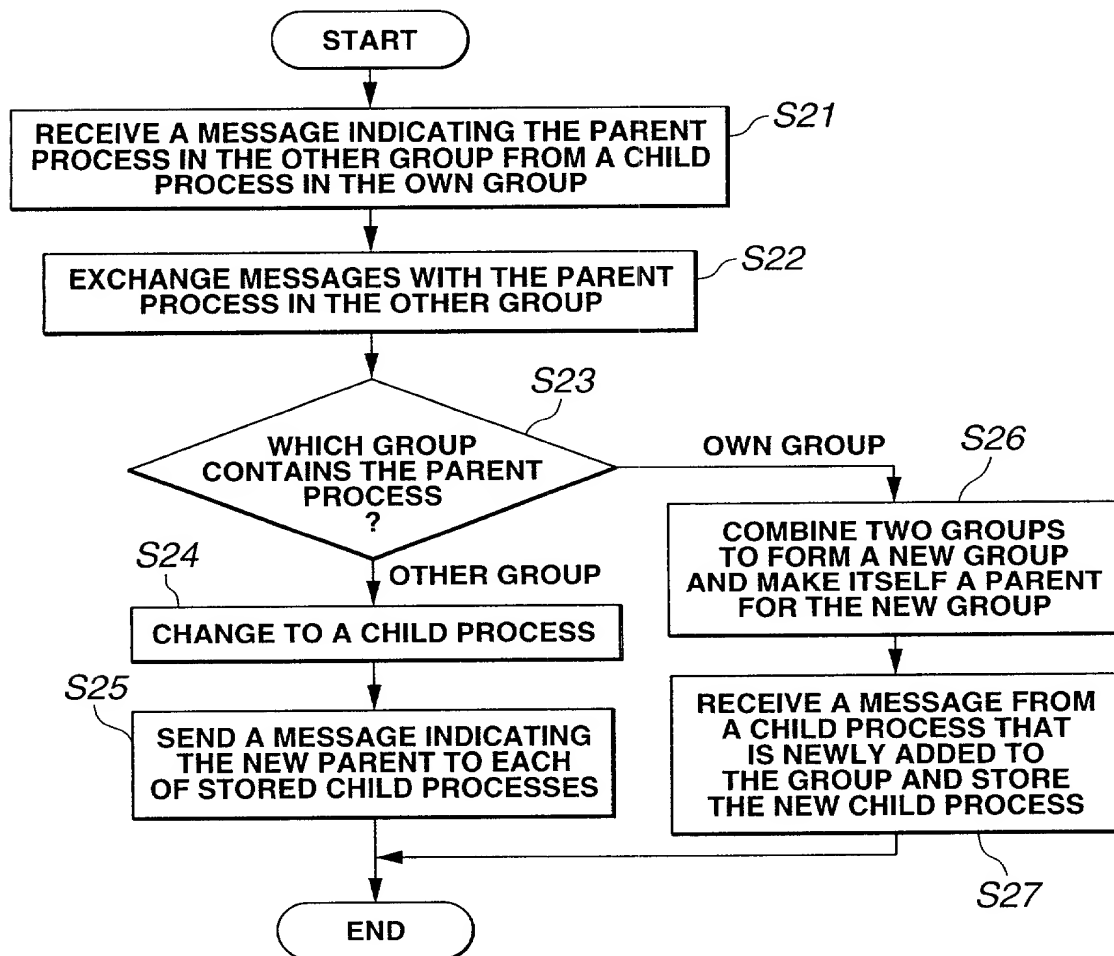 START
S21
RECEIVE A MESSAGE INDICATING THE PARENT
PROCESS IN THE OTHER GROUP FROM A CHILD
PROCESS IN THE OWN GROUP
S22
EXCHANGE MESSAGES WITH THE PARENT
PROCESS IN THE OTHER GROUP
S23
WHICH GROUP
CONTAINS THE PARENT
PROCESS
?
OWN GROUP
S26
COMBINE TWO GROUPS
TO FORM A NEW GROUP
AND MAKE ITSELF A PARENT
FOR THE NEW GROUP
S24
OTHER GROUP
CHANGE TO A CHILD PROCESS
S25
SEND A MESSAGE INDICATING
THE NEW PARENT TO EACH
OF STORED CHILD PROCESSES
RECEIVE A MESSAGE FROM
A CHILD PROCESS THAT
IS NEWLY ADDED TO
THE GROUP AND STORE
THE NEW CHILD PROCESS
S27
END